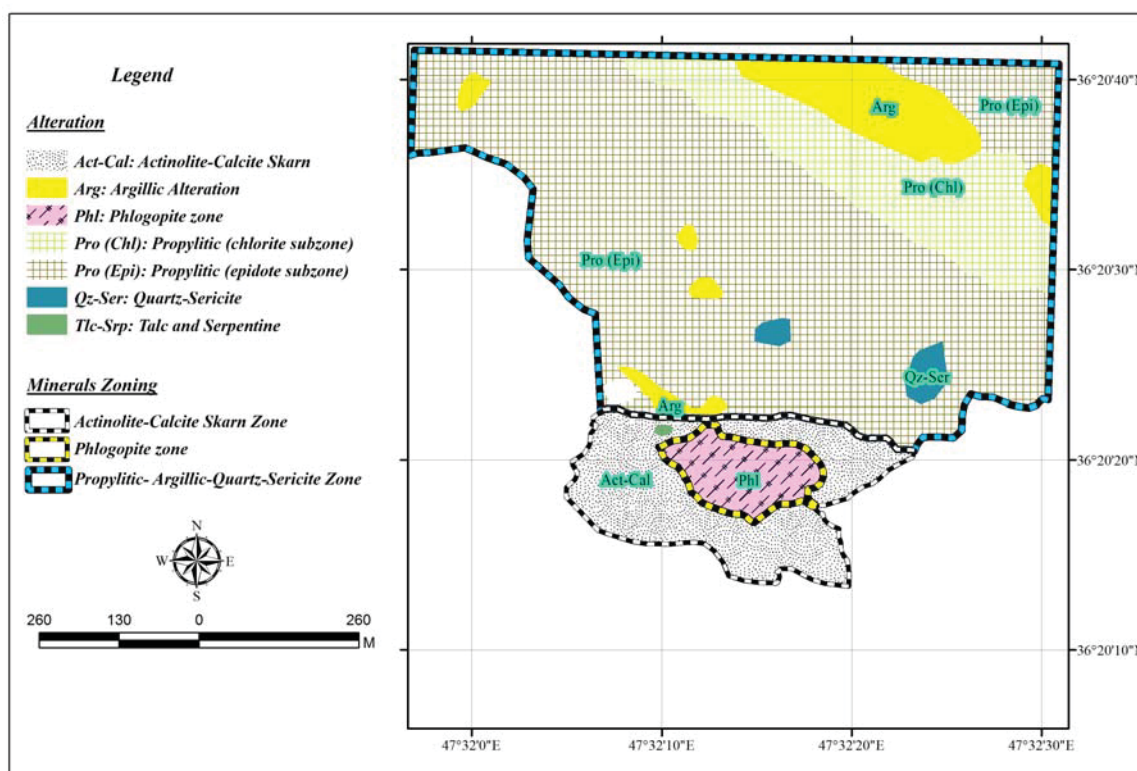 Legend
Alteration
Act-Cal: Actinolite-Calcite Skarn
Arg: Argillic Alteration
Phl: Phlogopite zone
Pro (Chl): Propylitic (chlorite subzone)
Pro (Epi): Propylitic (epidote subzone)
Qz-Ser: Quartz-Sericite
Tlc-Srp: Talc and Serpentine
Minerals Zoning
Actinolite-Calcite Skarn Zone
Phlogopite zone
Propylitic- Argillic-Quartz-Sericite Zone
N
W E
S
260 130 0 260
M
Arg
Pro (Epi)
Pro (Chl)
Pro (Epi)
Qz-Ser
Arg
Act-Cal
Phl
36°20'40"N
36°20'30"N
36°20'20"N
36°20'10"N
47°32'0"E 47°32'10"E 47°32'20"E 47°32'30"E